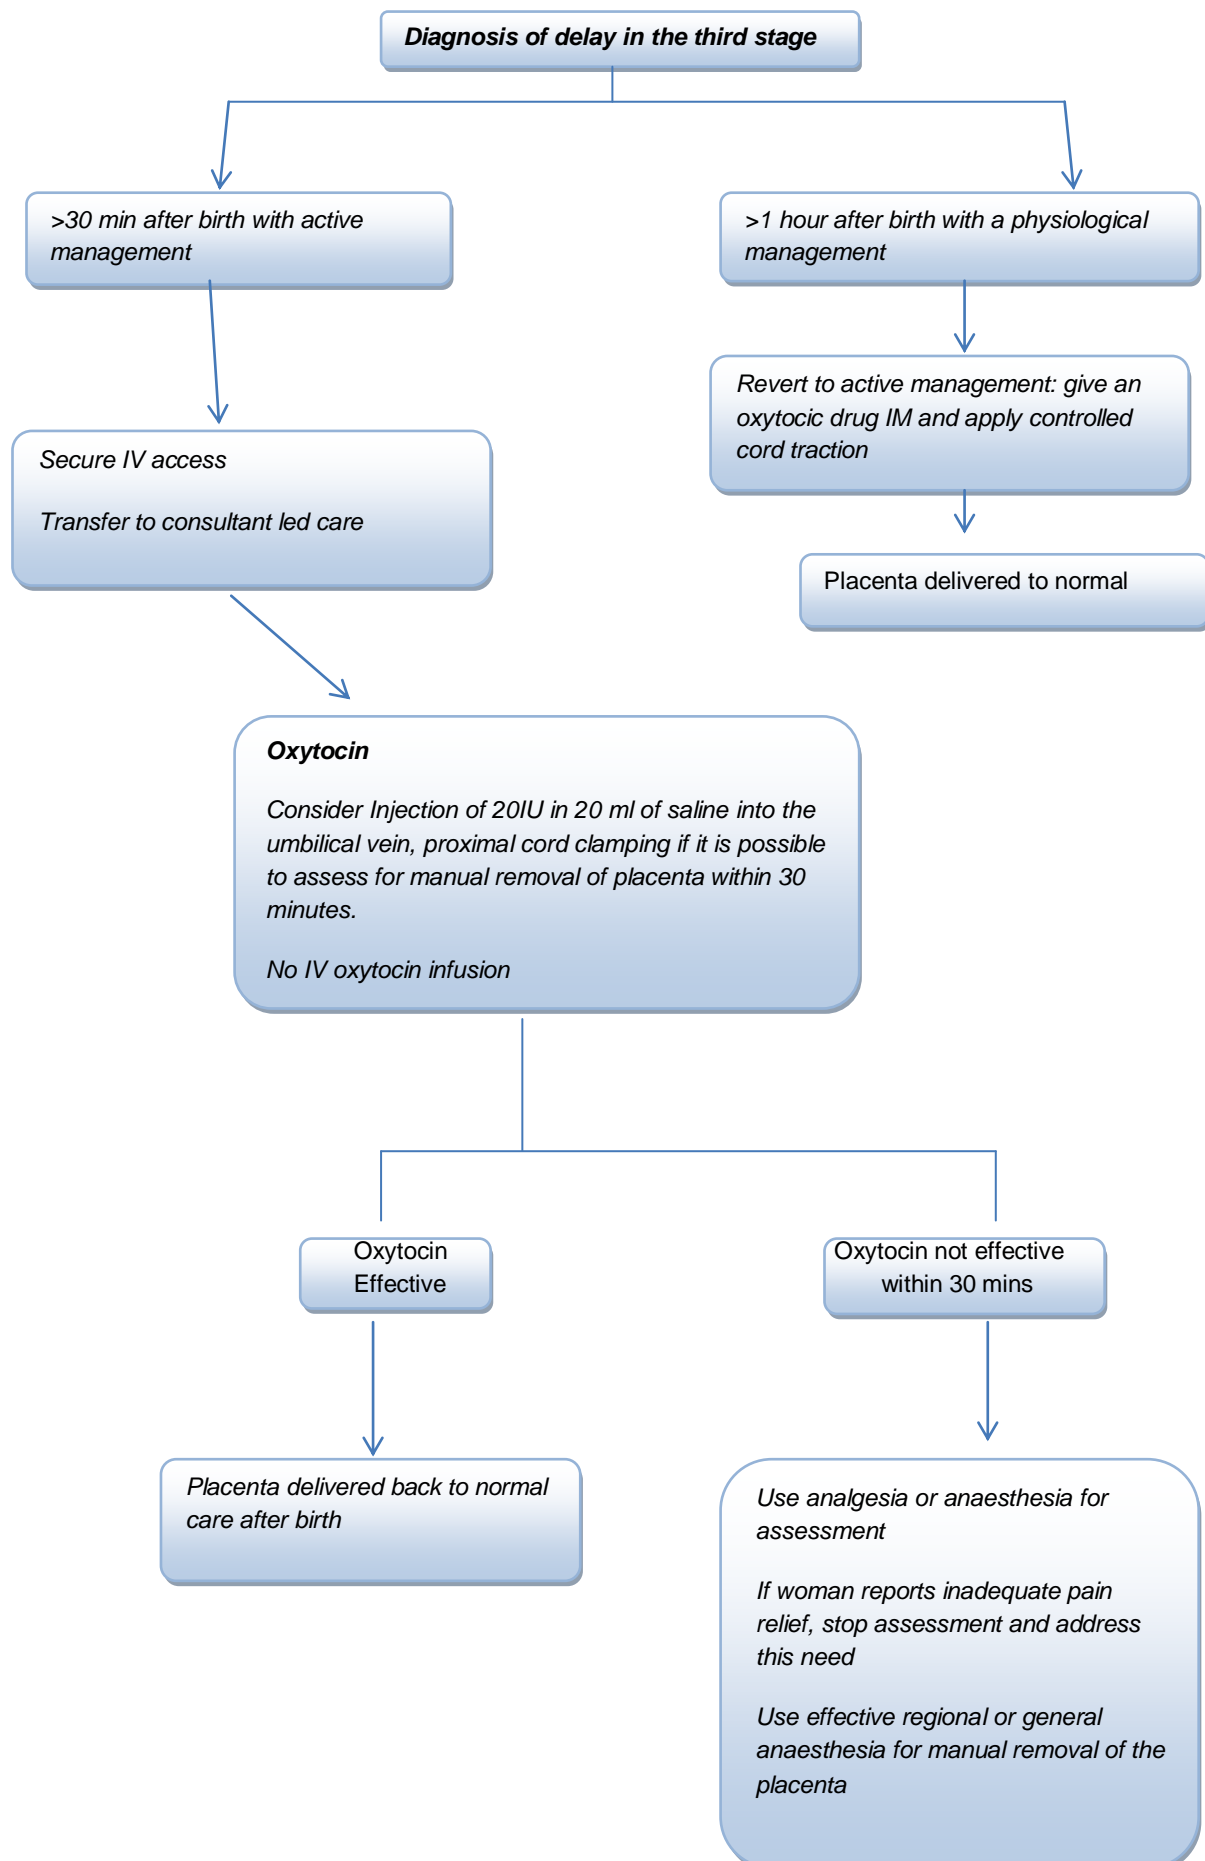 Diagnosis of delay in the third stage
>30 min after birth with active
management
>1 hour after birth with a physiological
management
Revert to active management: give an
oxytocic drug IM and apply controlled
cord traction
Secure IV access
Transfer to consultant led care
Placenta delivered to normal
Oxytocin
Consider Injection of 20IU in 20 ml of saline into the
umbilical vein, proximal cord clamping if it is possible
to assess for manual removal of placenta within 30
minutes.
No IV oxytocin infusion
Oxytocin
Effective
Oxytocin not effective
within 30 mins
Placenta delivered back to normal
care after birth
Use analgesia or anaesthesia for
assessment
If woman reports inadequate pain
relief, stop assessment and address
this need
Use effective regional or general
anaesthesia for manual removal of the
placenta